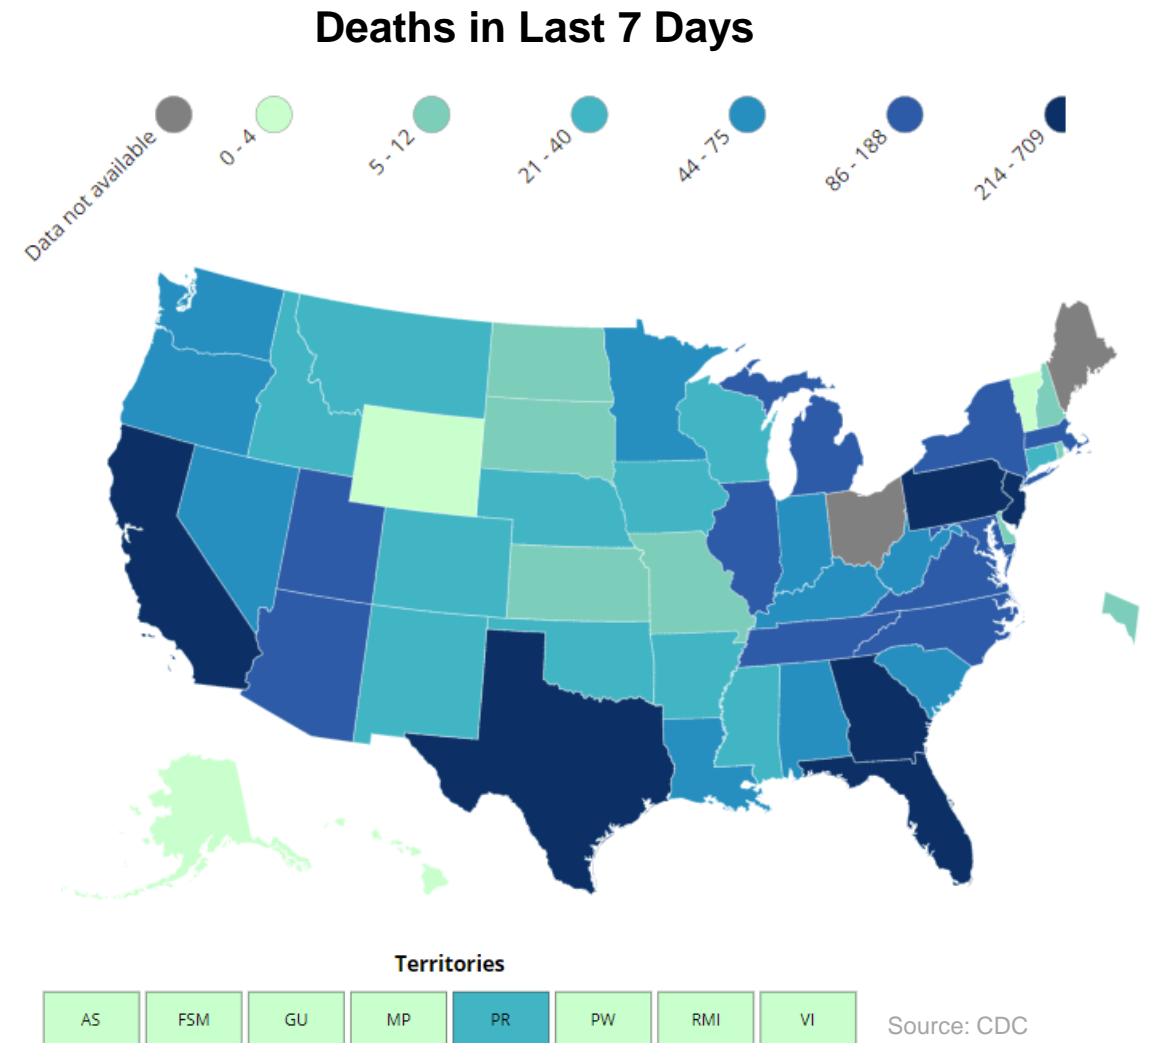 Deaths in Last 7 Days
Data not available
0 - 4
5 - 12
21 - 40
44 - 75
86 - 188
214 - 709
Territories
AS
FSM
GU
MP
PR
PW
RMI
VI
Source: CDC